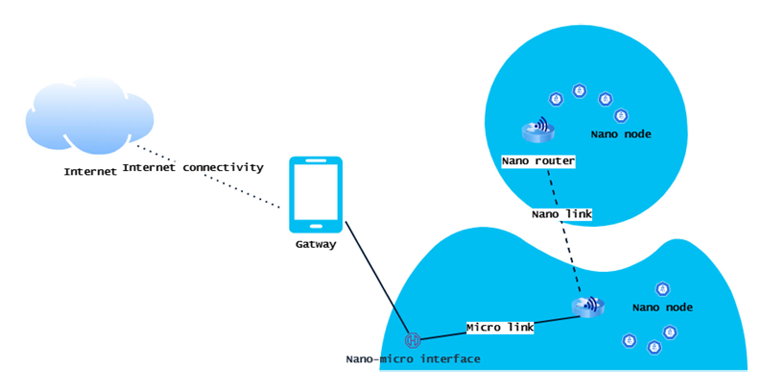 Internet
Internet connectivity
Gatway
Nano node
Nano router
Nano link
Nano node
Micro link
Nano-micro interface